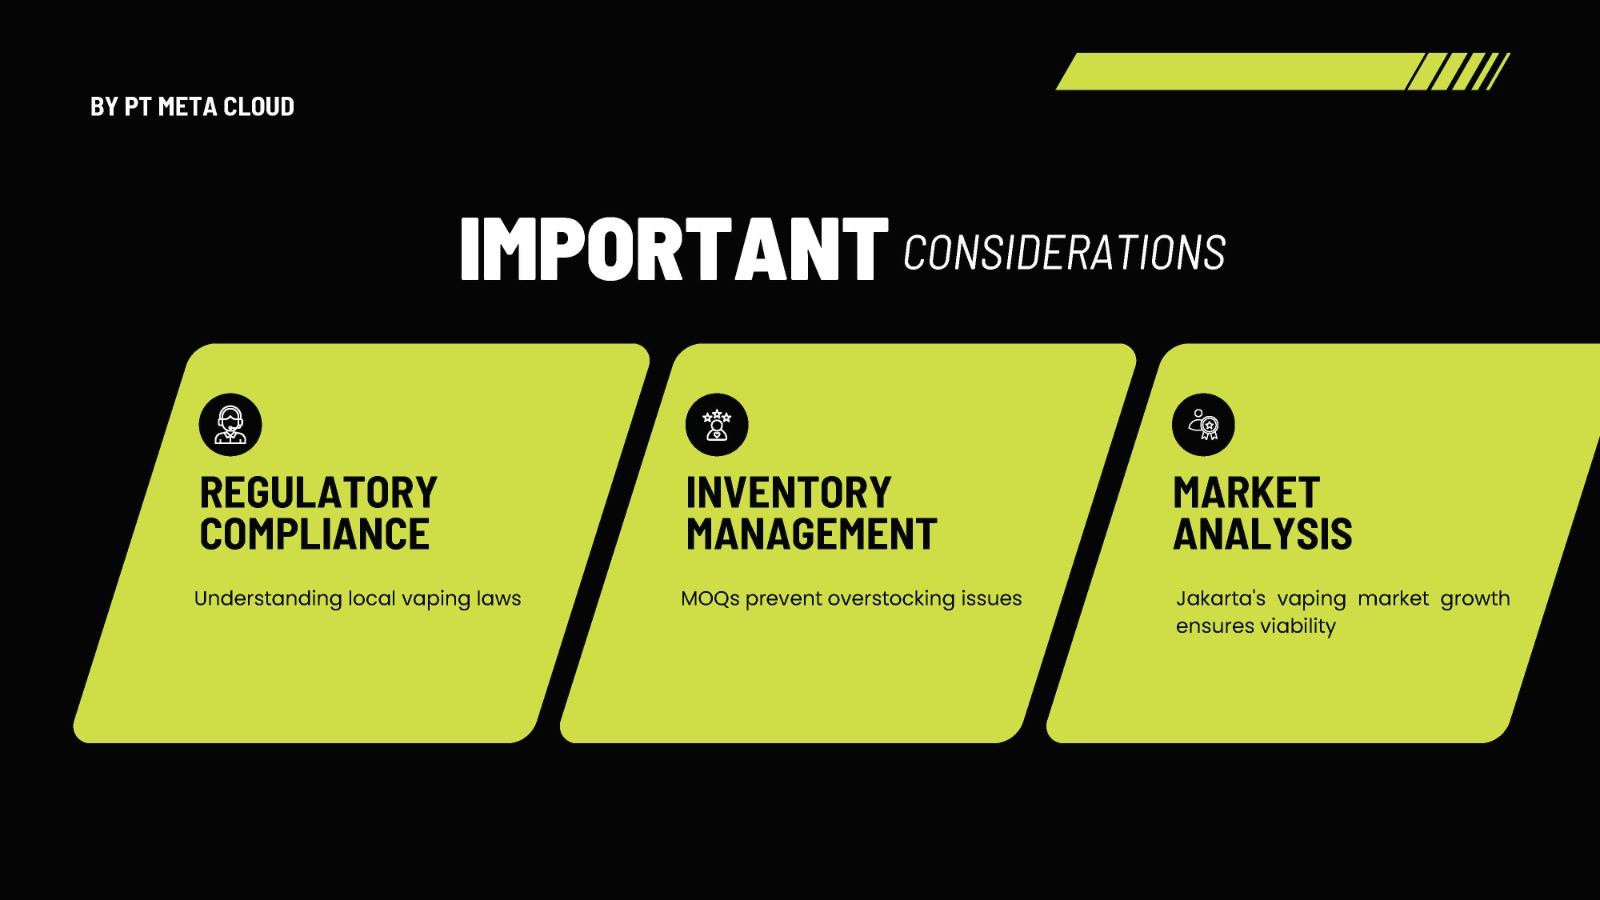 BY PT META CLOUD
IMPORTANT CONSIDERATIONS
REGULATORY
COMPLIANCE
Understanding local vaping laws
INVENTORY
MANAGEMENT
MOQs prevent overstocking issues
MARKET
ANALYSIS
Jakarta's vaping market growth
ensures viability